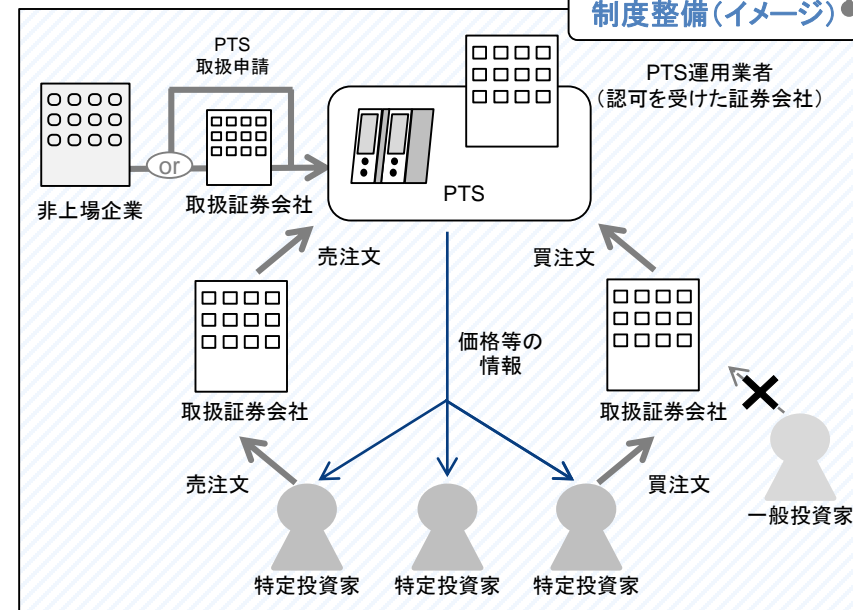 制度整備(イメージ)
PTS
取扱申請
PTS運用業者
(認可を受けた証券会社)
or
PTS
非上場企業
取扱証券会社
売注文
買注文
価格等の
情報
取扱証券会社
取扱証券会社
売注文
買注文
一般投資家
特定投資家
特定投資家
特定投資家